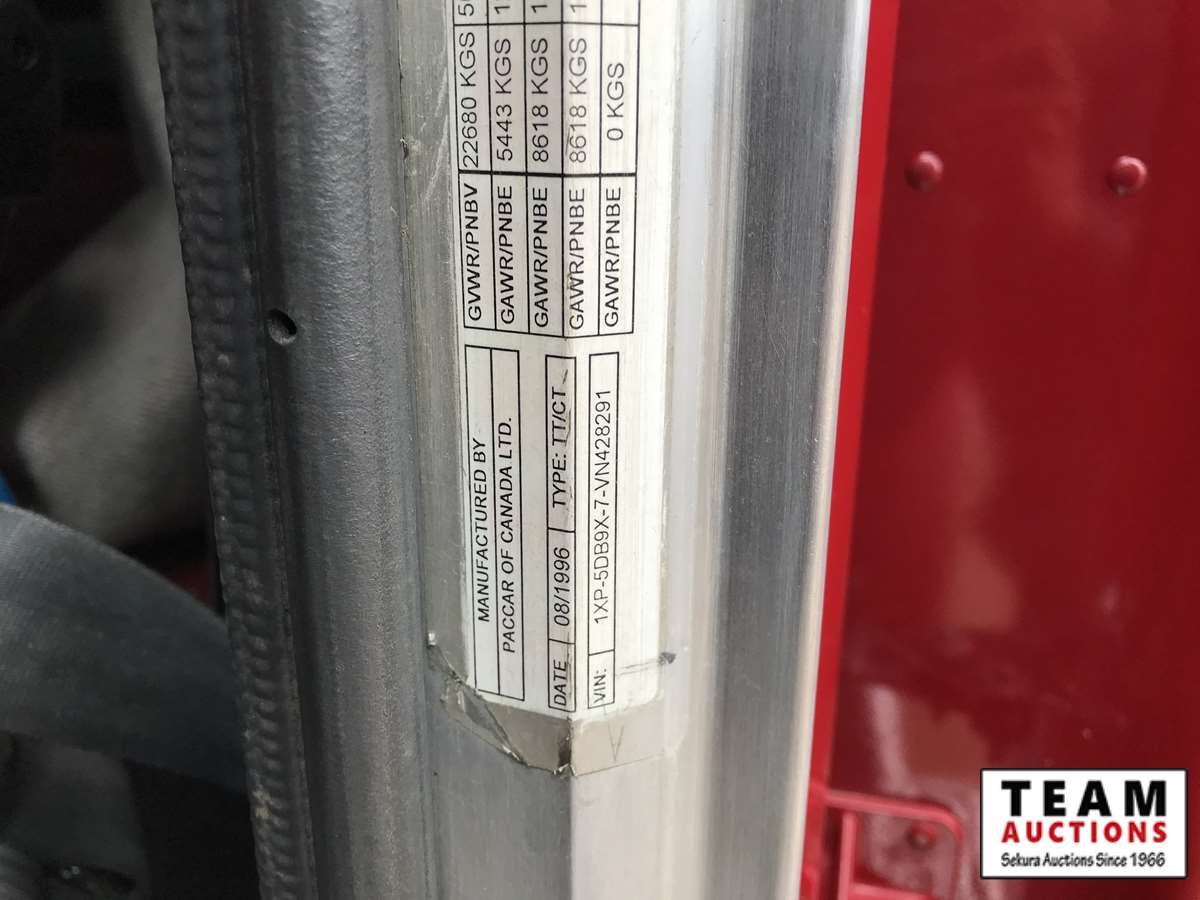 MANUFACTURED BY
PACCAR OF CANADA LTD.
DATE 08/1996 TYPE: TT/CT
VIN: 1XP-5DB9X-7-VN428291
GVWR/PNBV 22680 KGS
GAWR/PNBE 5443 KGS
GAWR/PNBE 8618 KGS
GAWR/PNBE 8618 KGS
GAWR/PNBE 0 KGS
TEAM
AUCTIONS
Sekura Auctions Since 1966